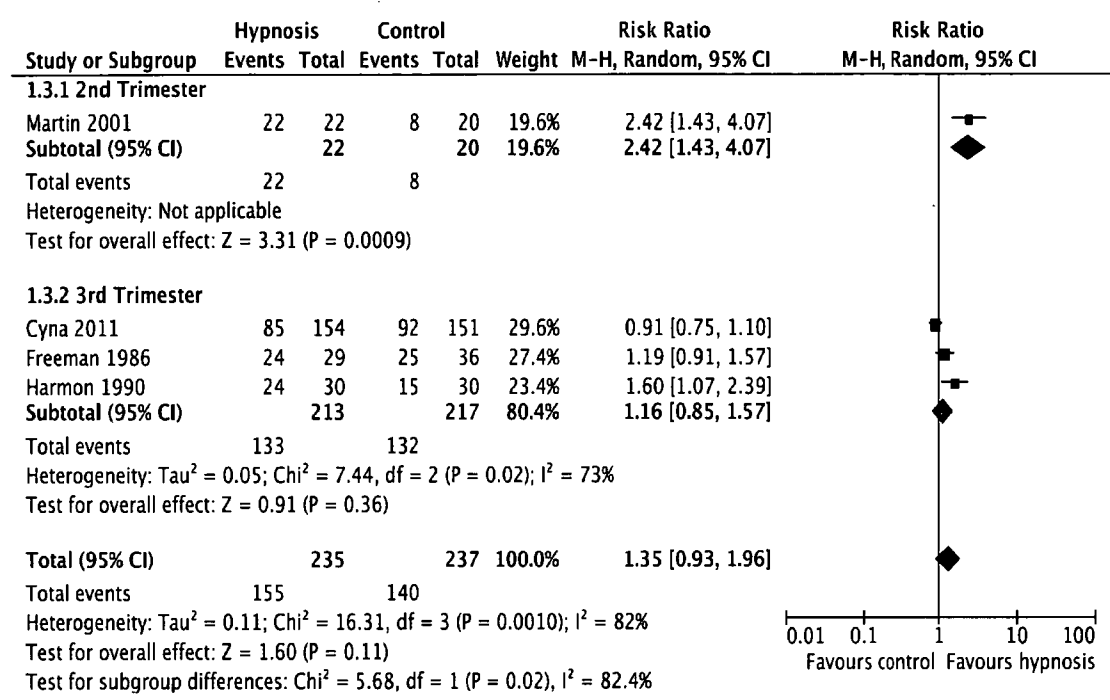 Hypnosis Control Risk Ratio Risk Ratio
Study or Subgroup Events Total Events Total Weight M-H, Random, 95% CI M-H, Random, 95% CI
1.3.1 2nd Trimester
Martin 2001 22 22 8 20 19.6% 2.42 [1.43, 4.07]
Subtotal (95% CI) 22 20 19.6% 2.42 [1.43, 4.07]
Total events 22 8
Heterogeneity: Not applicable
Test for overall effect: Z = 3.31 (P = 0.0009)
1.3.2 3rd Trimester
Cyna 2011 85 154 92 151 29.6% 0.91 [0.75, 1.10]
Freeman 1986 24 29 25 36 27.4% 1.19 [0.91, 1.57]
Harmon 1990 24 30 15 30 23.4% 1.60 [1.07, 2.39]
Subtotal (95% CI) 213 217 80.4% 1.16 [0.85, 1.57]
Total events 133 132
Heterogeneity: Tau² = 0.05; Chi² = 7.44, df = 2 (P = 0.02); I² = 73%
Test for overall effect: Z = 0.91 (P = 0.36)
Total (95% CI) 235 237 100.0% 1.35 [0.93, 1.96]
Total events 155 140
Heterogeneity: Tau² = 0.11; Chi² = 16.31, df = 3 (P = 0.0010); I² = 82%
Test for overall effect: Z = 1.60 (P = 0.11)
Test for subgroup differences: Chi² = 5.68, df = 1 (P = 0.02), I² = 82.4%
0.01 0.1 1 10 100
Favours control Favours hypnosis